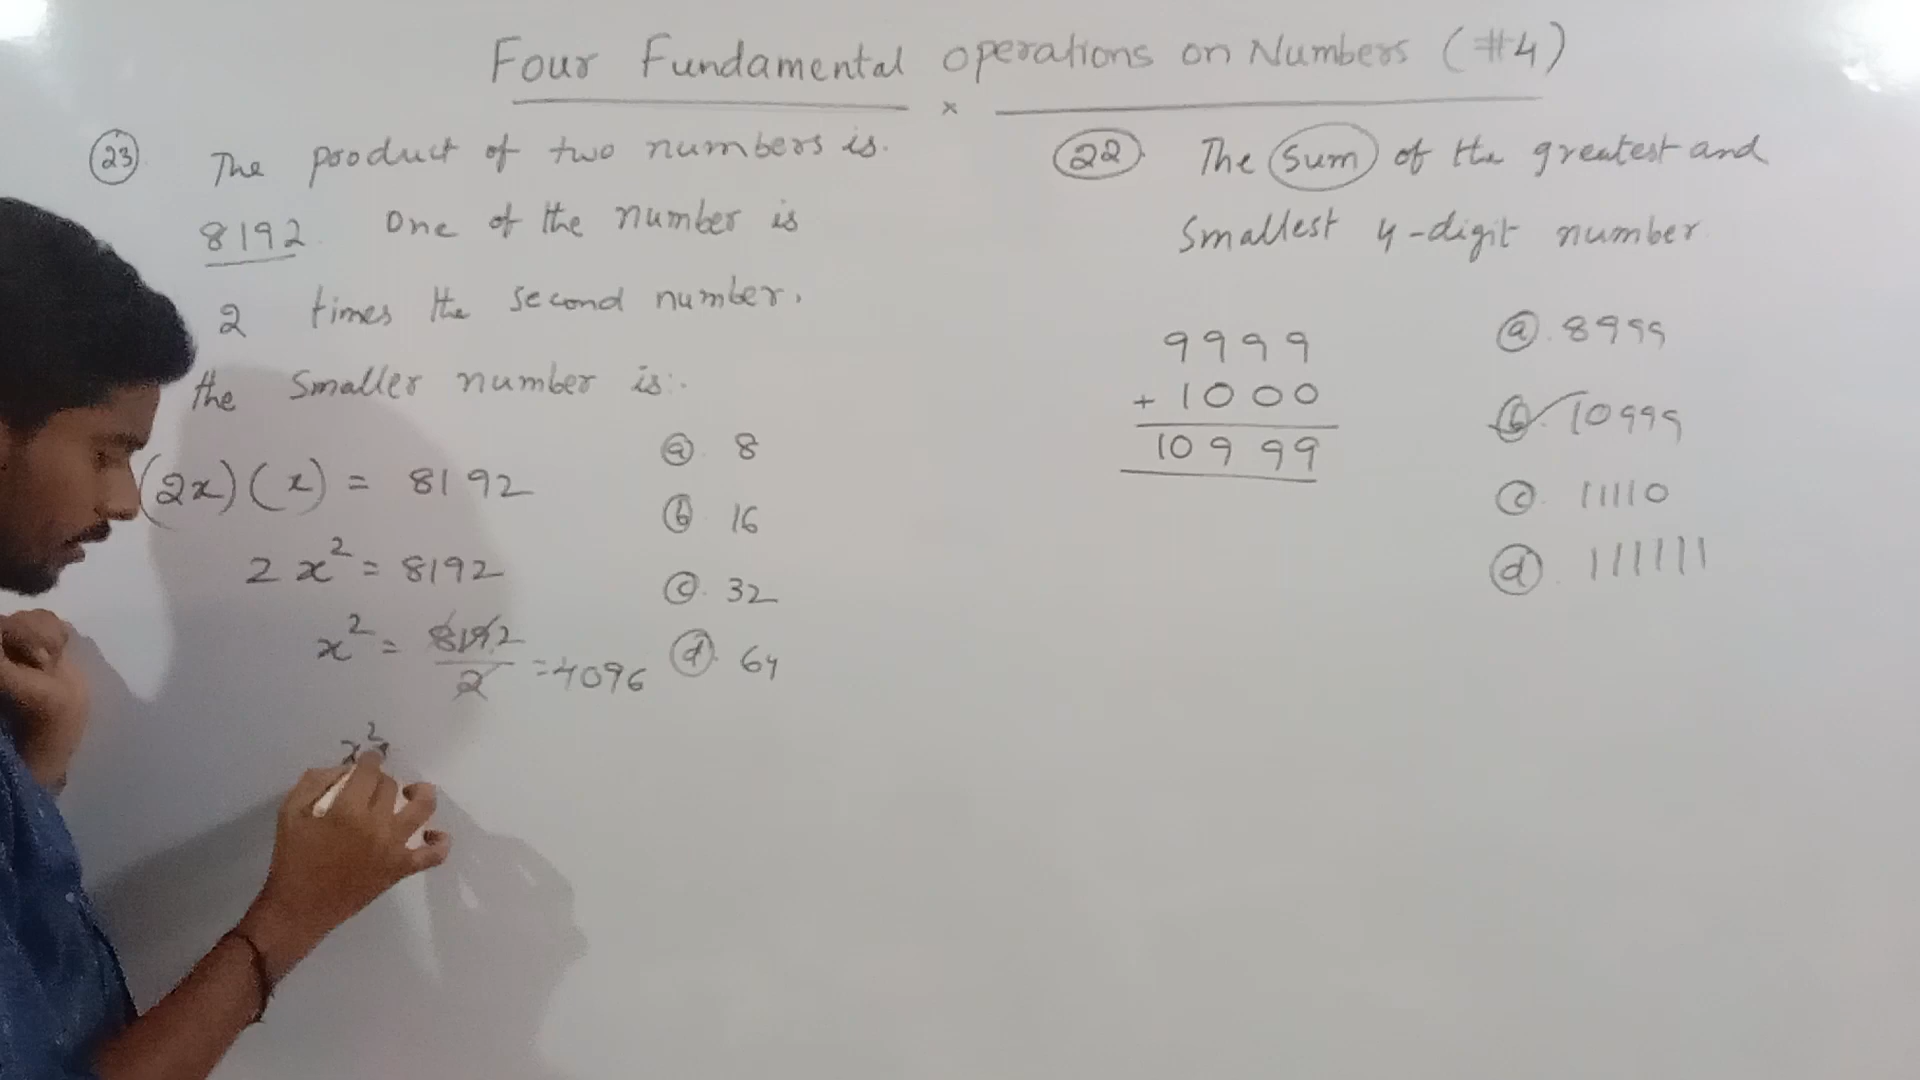 Four Fundamental operations on Numbers (#4)
x
23. The product of two numbers is.
8192. One of the number is
2 times the second number,
the smaller number is:.
(2x)(x) = 8192
2x² = 8192
x² = 8192/2 = 4096
x²
a 8
b 16
c. 32
d. 64
22. The sum of the greatest and
smallest 4-digit number
9999
+ 1000
10999
a. 8999
b. 10999
c. 11110
d. 111111